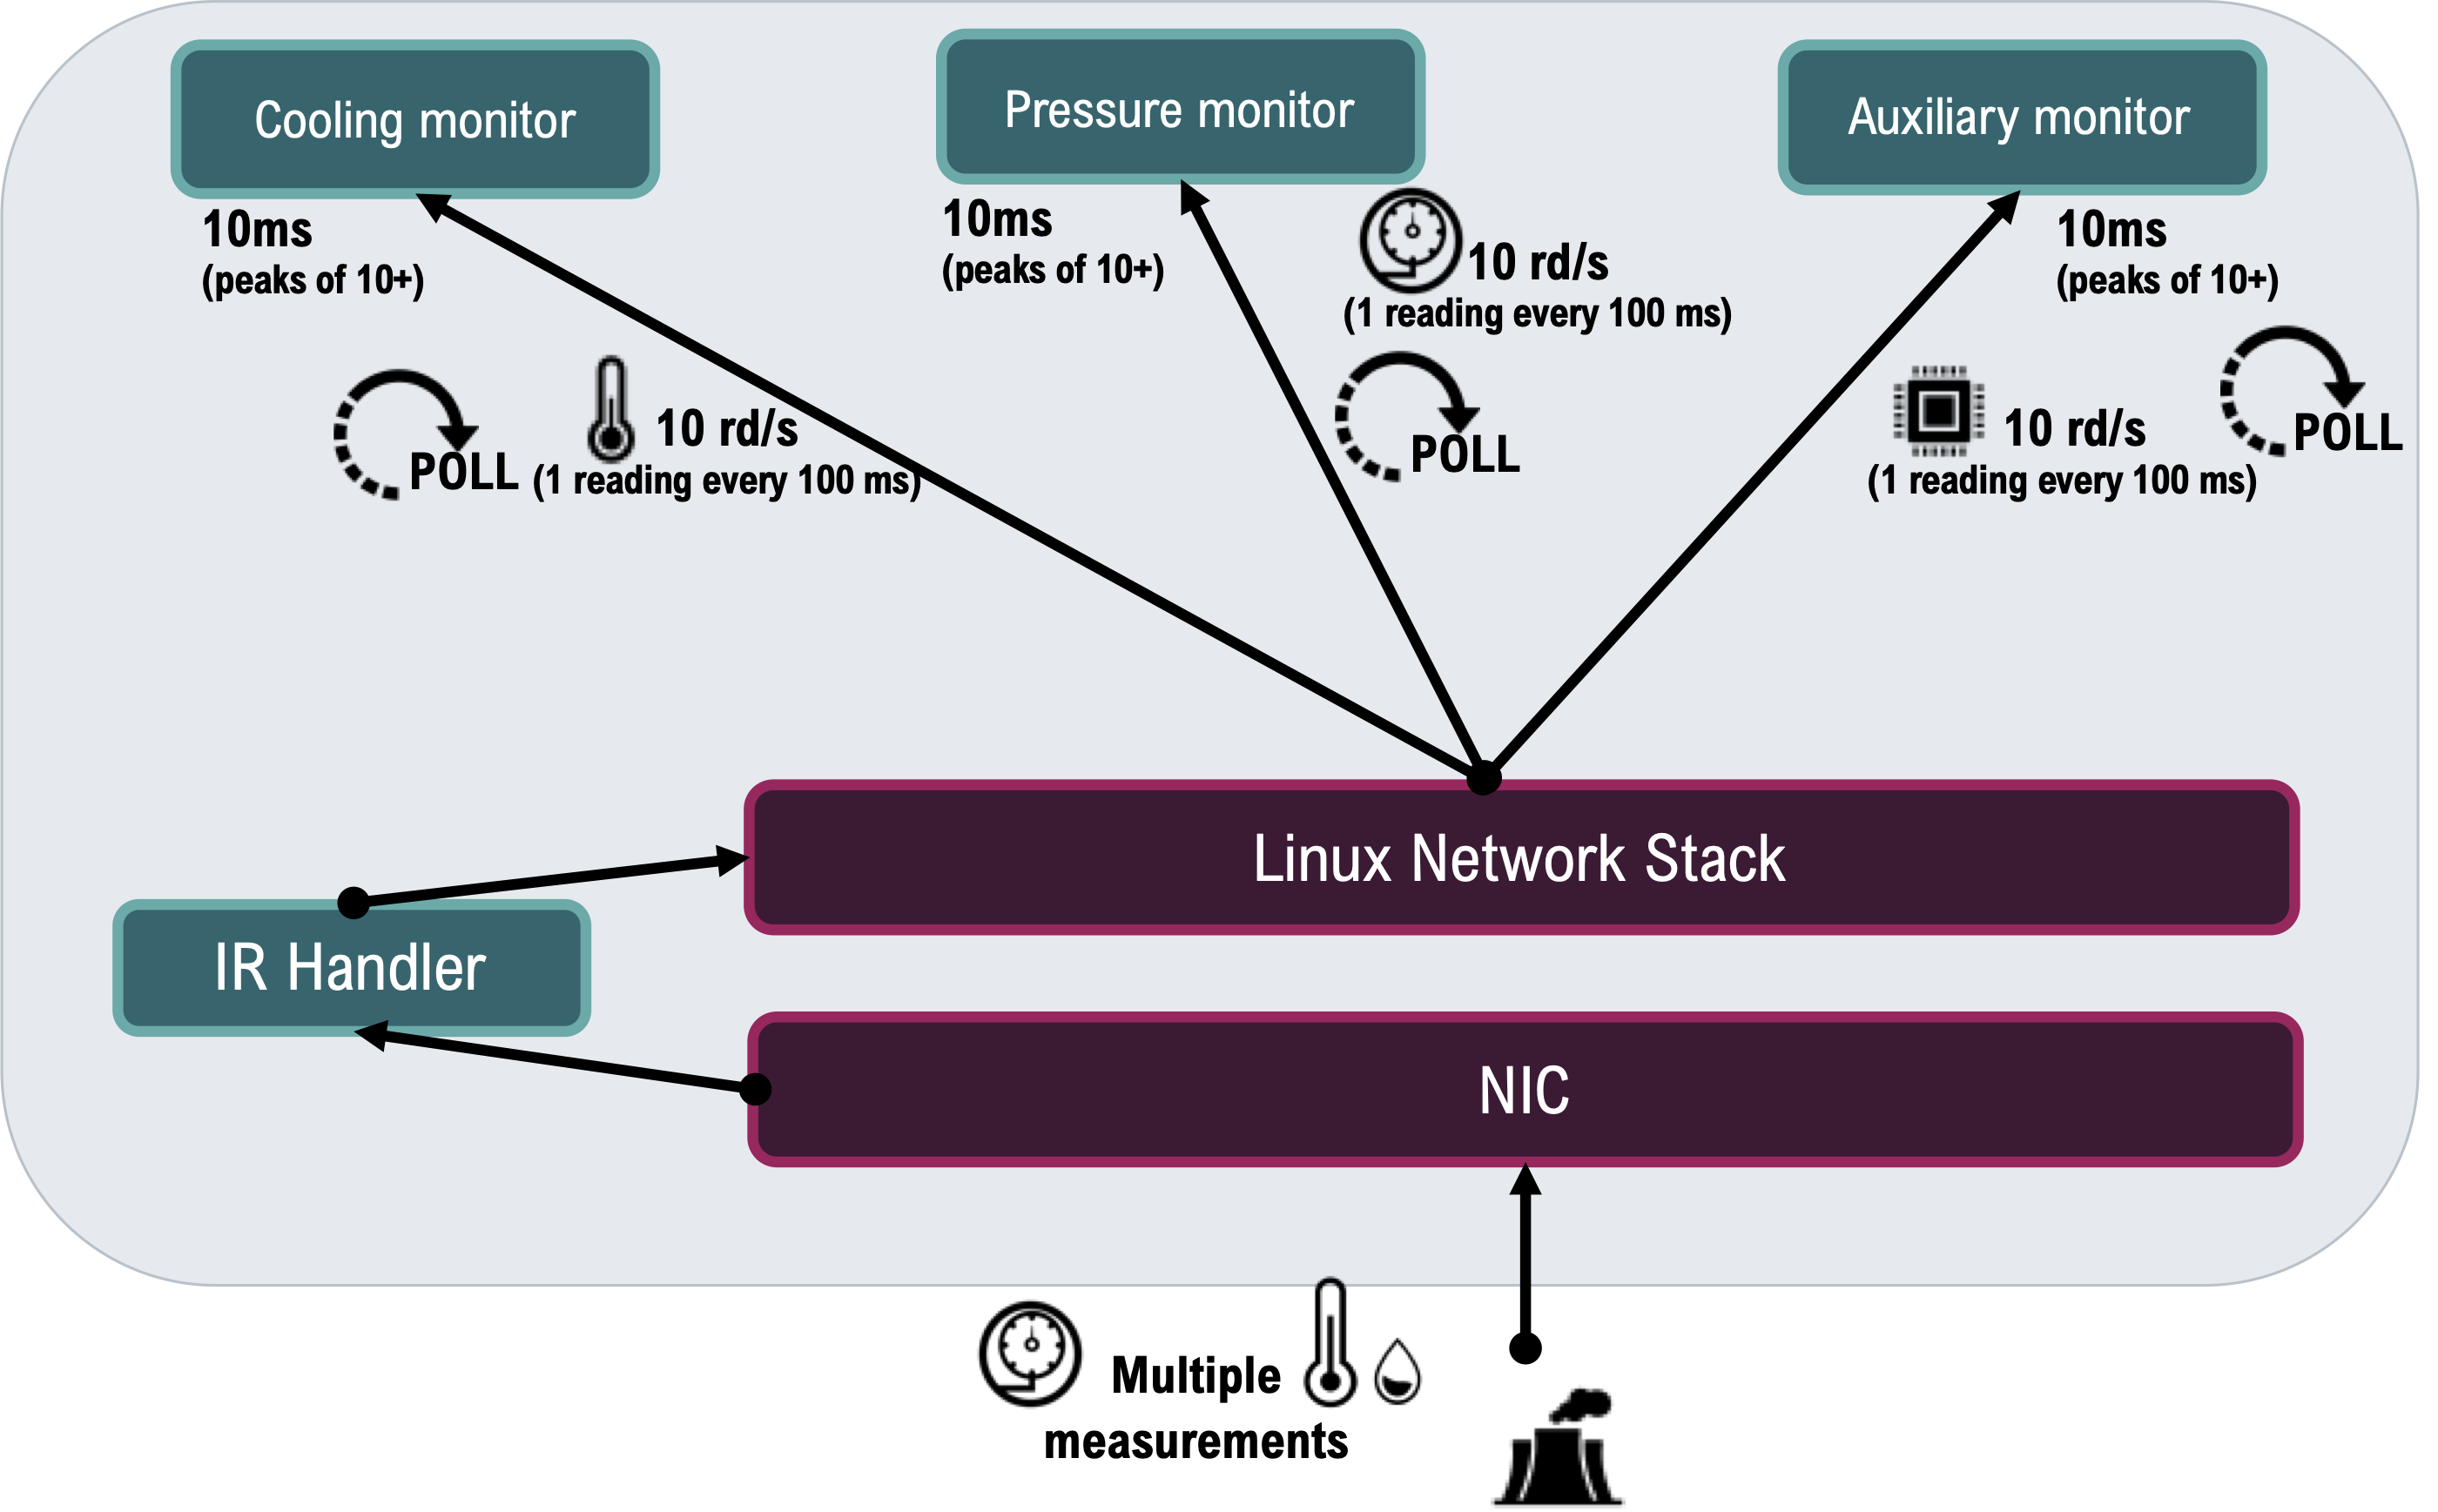 Cooling monitor
Pressure monitor
Auxiliary monitor
10ms
(peaks of 10+)
10ms
(peaks of 10+)
10 rd/s
(1 reading every 100 ms)
10ms
(peaks of 10+)
POLL
10 rd/s
(1 reading every 100 ms)
POLL
10 rd/s
(1 reading every 100 ms)
POLL
Linux Network Stack
IR Handler
NIC
Multiple
measurements